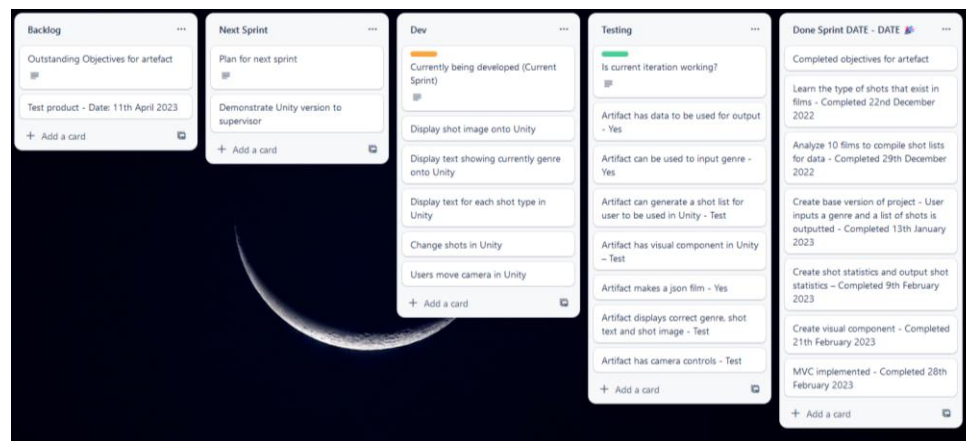 Backlog
Outstanding Objectives for artefact
Test product - Date: 11th April 2023
+ Add a card
Next Sprint
Plan for next sprint
Demonstrate Unity version to
supervisor
+ Add a card
Dev
Currently being developed (Current
Sprint)
Display shot image onto Unity
Display text showing currently genre
onto Unity
Display text for each shot type in
Unity
Change shots in Unity
Users move camera in Unity
+ Add a card
Testing
Is current iteration working?
Artifact has data to be used for output
- Yes
Artifact can be used to input genre -
Yes
Artifact can generate a shot list for
user to be used in Unity - Test
Artifact has visual component in Unity
– Test
Artifact makes a json film - Yes
Artifact displays correct genre, shot
text and shot image - Test
Artifact has camera controls - Test
+ Add a card
Done Sprint DATE - DATE 🎉
Completed objectives for artefact
Learn the type of shots that exist in
films - Completed 22nd December
2022
Analyze 10 films to compile shot lists
for data - Completed 29th December
2022
Create base version of project - User
inputs a genre and a list of shots is
outputted - Completed 13th January
2023
Create shot statistics and output shot
statistics – Completed 9th February
2023
Create visual component - Completed
21th February 2023
MVC implemented - Completed 28th
February 2023
+ Add a card